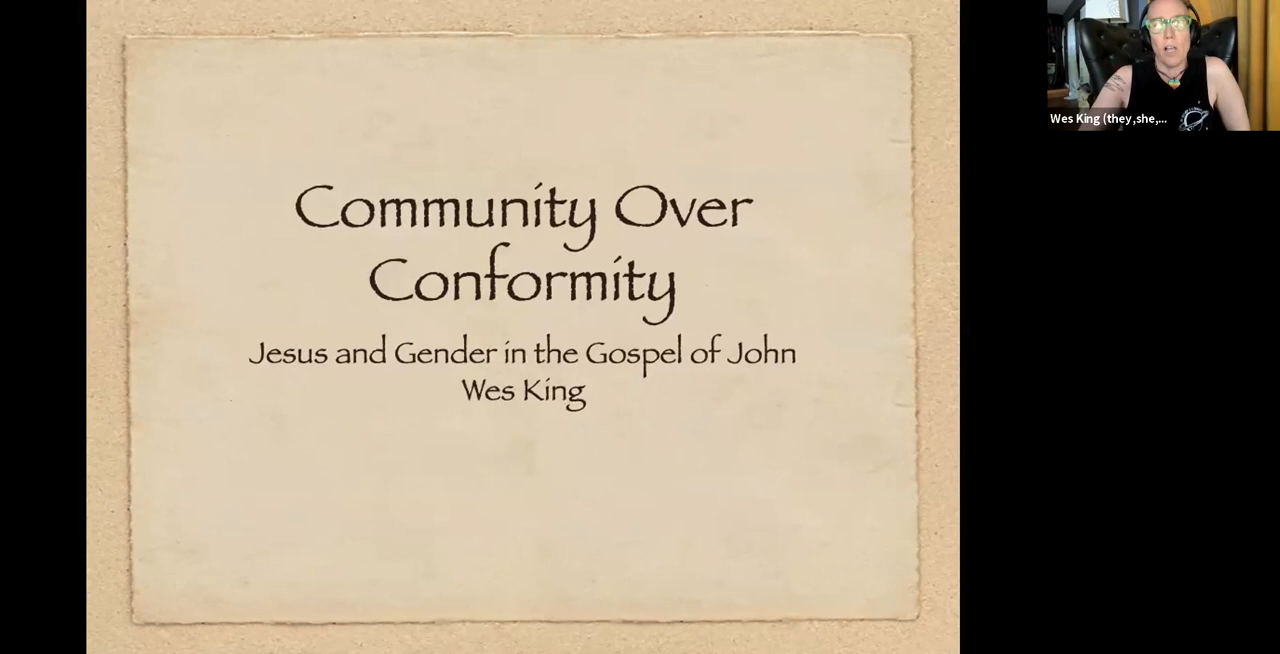 Community Over
Conformity
Jesus and Gender in the Gospel of John
Wes King
Wes King (they,she,...